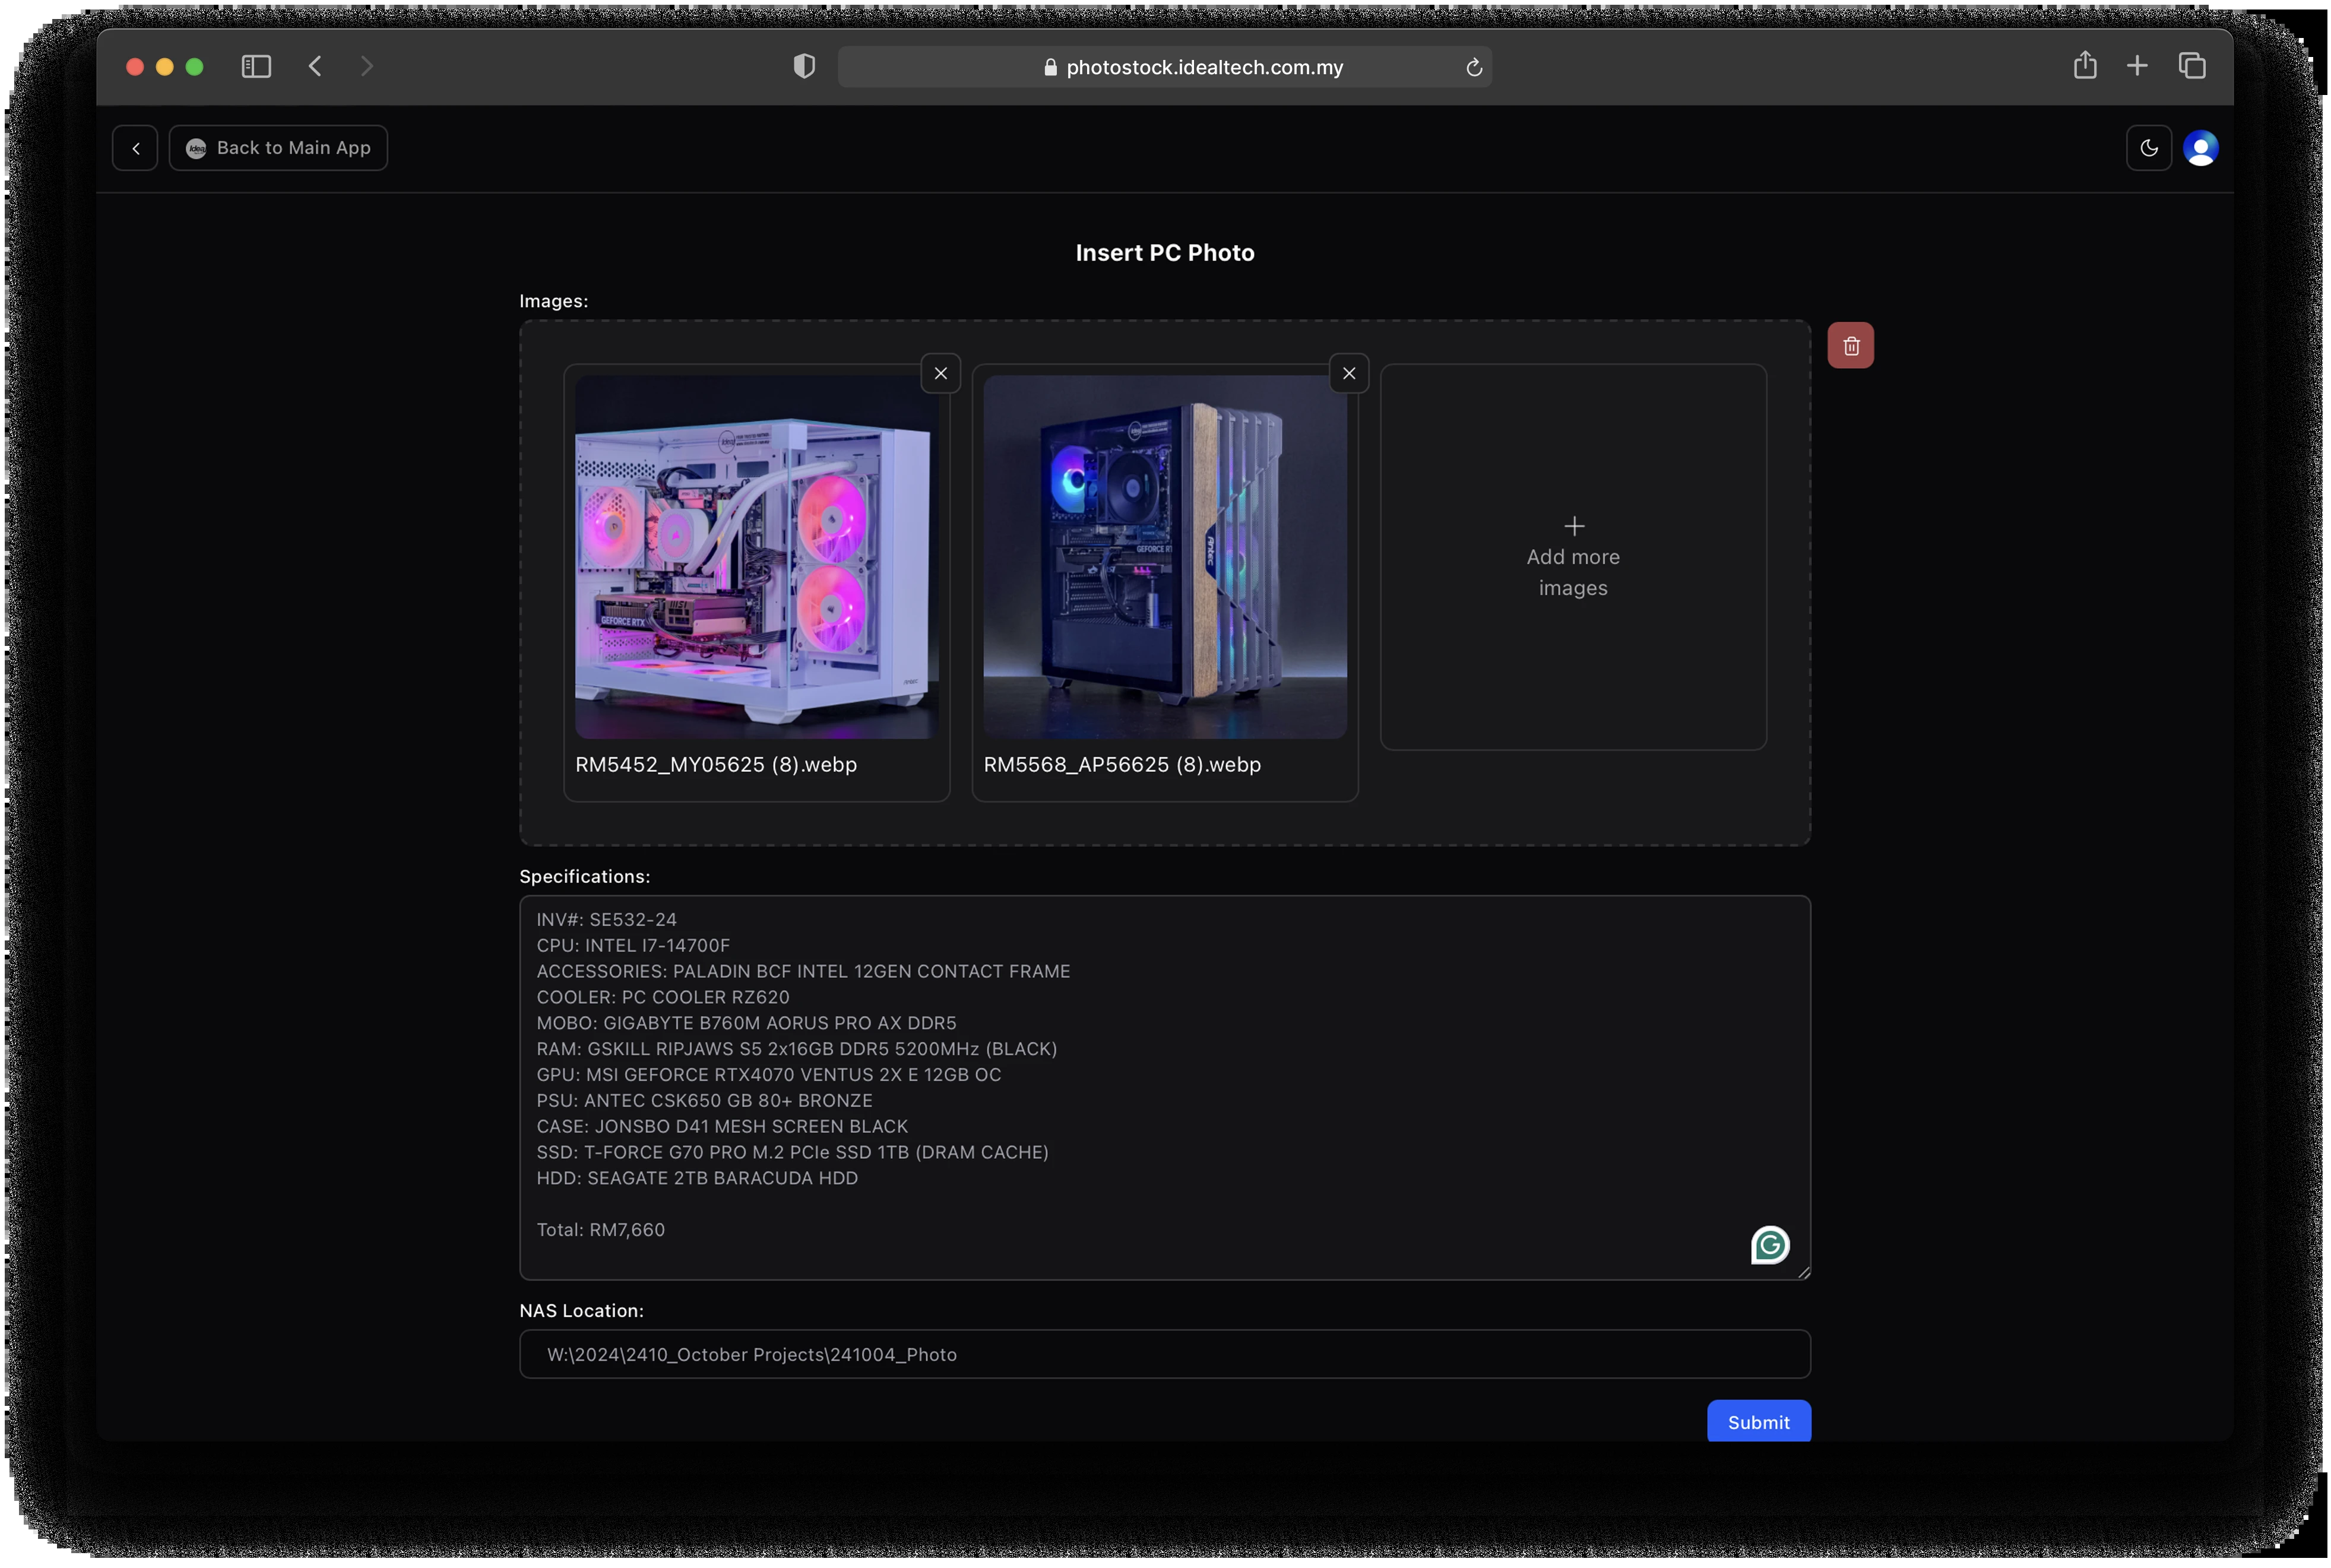 photostock.idealtech.com.my
Back to Main App
Insert PC Photo
Images:
GEFORCE RTX
msi
Antec
RM5452_MY05625 (8).webp
RM5568_AP56625 (8).webp
Add more
images
Specifications:
INV#: SE532-24
CPU: INTEL I7-14700F
ACCESSORIES: PALADIN BCF INTEL 12GEN CONTACT FRAME
COOLER: PC COOLER RZ620
MOBO: GIGABYTE B760M AORUS PRO AX DDR5
RAM: GSKILL RIPJAWS S5 2x16GB DDR5 5200MHz (BLACK)
GPU: MSI GEFORCE RTX4070 VENTUS 2X E 12GB OC
PSU: ANTEC CSK650 GB 80+ BRONZE
CASE: JONSBO D41 MESH SCREEN BLACK
SSD: T-FORCE G70 PRO M.2 PCIe SSD 1TB (DRAM CACHE)
HDD: SEAGATE 2TB BARACUDA HDD
Total: RM7,660
NAS Location:
W:\2024\2410_October Projects\241004_Photo
Submit